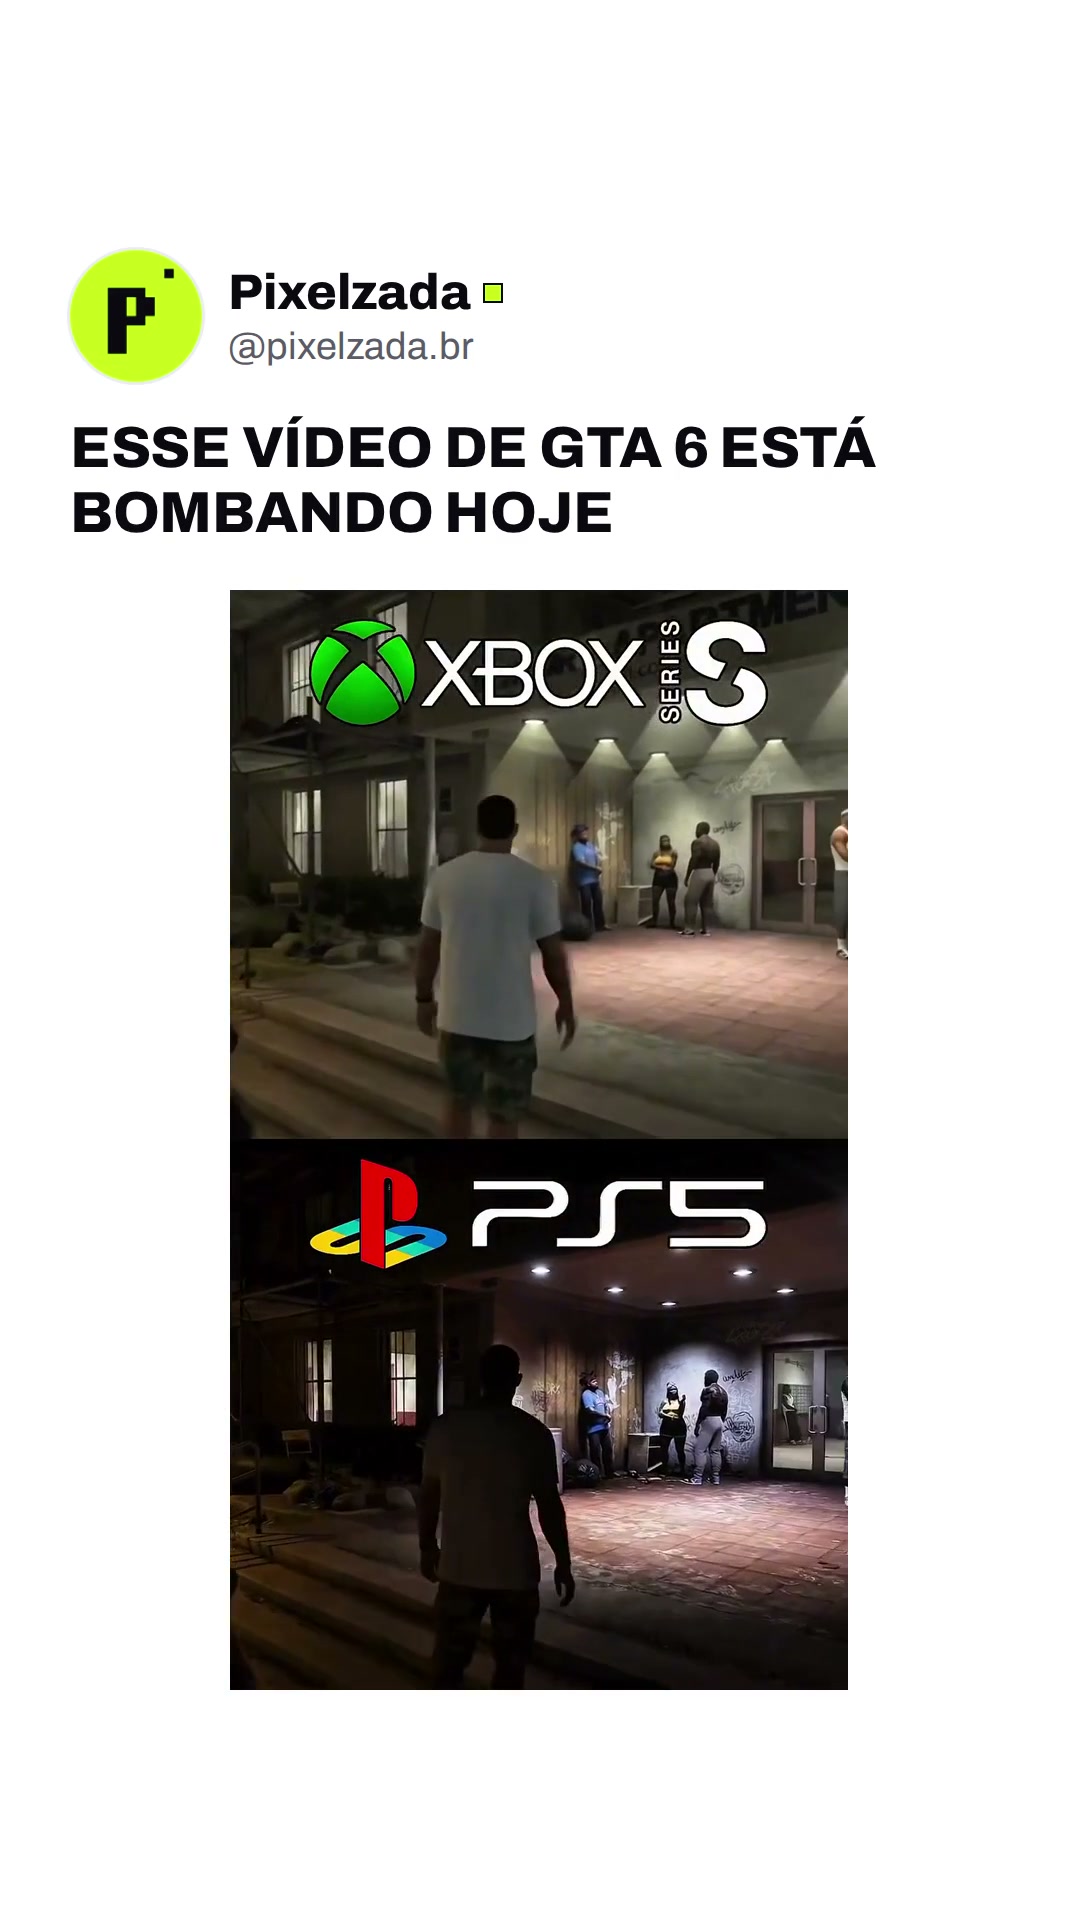 Pixelzada
@pixelzada.br
ESSE VÍDEO DE GTA 6 ESTÁ
BOMBANDO HOJE
XBOX SERIES S
PS5